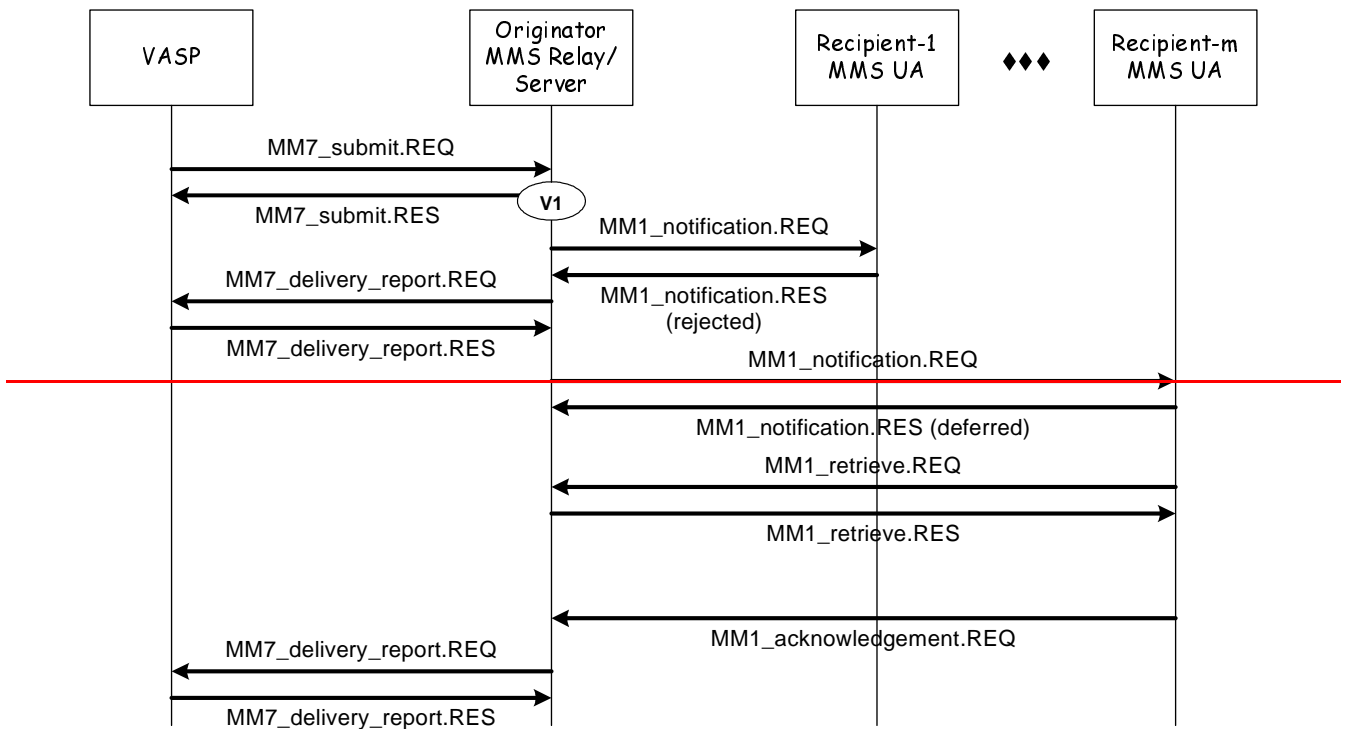 VASP
Originator
MMS Relay/
Server
Recipient-1
MMS UA
Recipient-m
MMS UA
MM7_submit.REQ
V1
MM7_submit.RES
MM1_notification.REQ
MM7_delivery_report.REQ
MM1_notification.RES
(rejected)
MM7_delivery_report.RES
MM1_notification.REQ
MM1_notification.RES (deferred)
MM1_retrieve.REQ
MM1_retrieve.RES
MM1_acknowledgement.REQ
MM7_delivery_report.REQ
MM7_delivery_report.RES